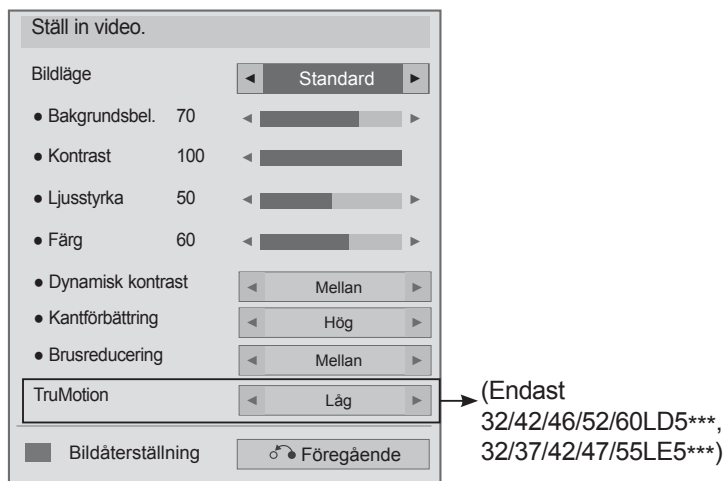 Ställ in video.
Bildläge ◄ Standard ►
● Bakgrundsbel. 70 ◄ ►
● Kontrast 100 ◄
● Ljusstyrka 50 ◄ ►
● Färg 60 ◄ ►
● Dynamisk kontrast ◄ Mellan ►
● Kantförbättring ◄ Hög ►
● Brusreducering ◄ Mellan ►
TruMotion ◄ Låg ►
(Endast
32/42/46/52/60LD5***,
32/37/42/47/55LE5***)
Bildåterställning Föregående